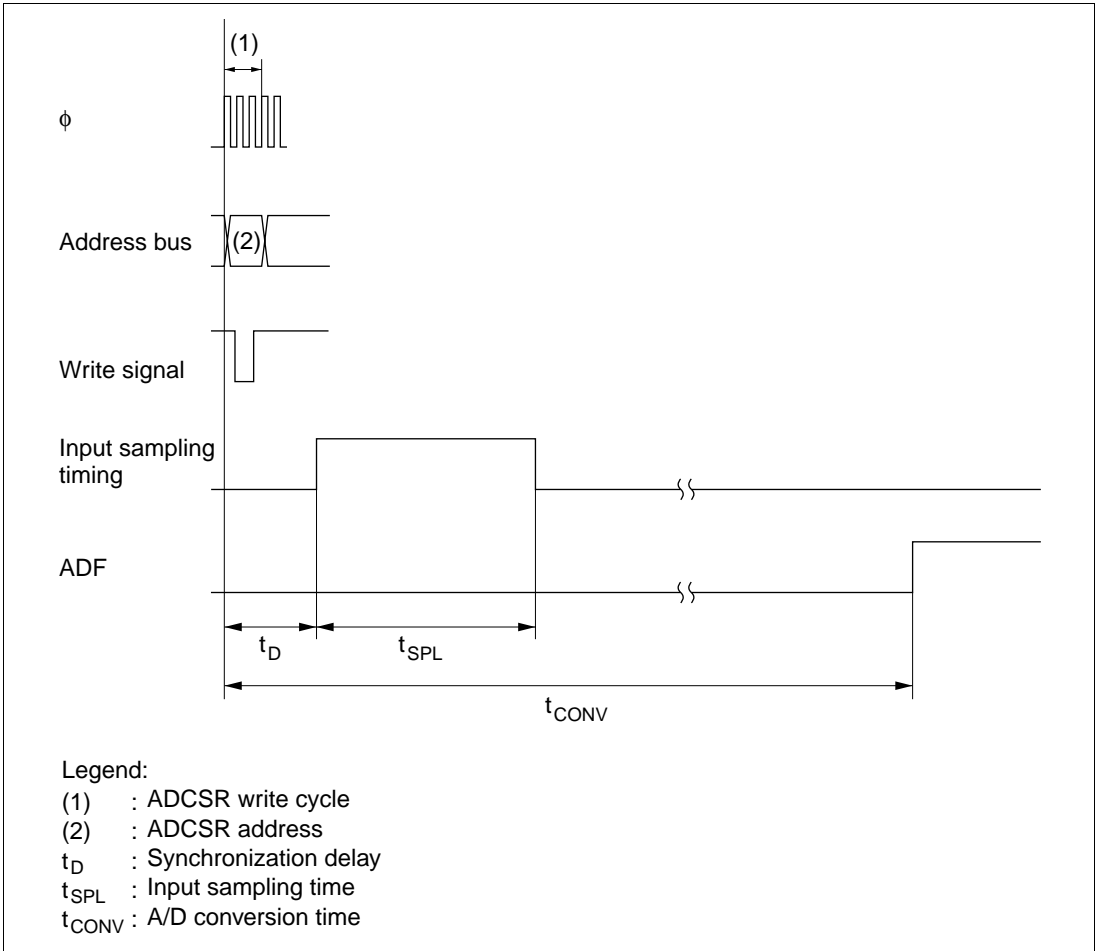 (1)
ϕ
Address bus
(2)
Write signal
Input sampling
timing
ADF
tD
tSPL
tCONV
Legend:
(1) : ADCSR write cycle
(2) : ADCSR address
tD : Synchronization delay
tSPL : Input sampling time
tCONV : A/D conversion time